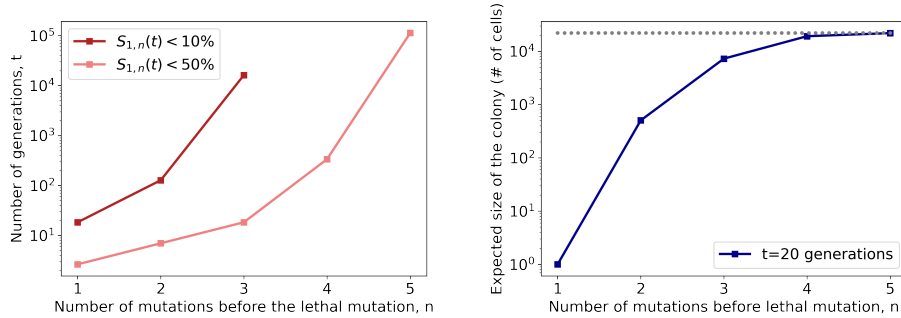 Number of generations, t
10^5
10^4
10^3
10^2
10^1
S_{1,n}(t) < 10%
S_{1,n}(t) < 50%
1 2 3 4 5
Number of mutations before the lethal mutation, n
Expected size of the colony (# of cells)
10^4
10^3
10^2
10^1
10^0
t=20 generations
1 2 3 4 5
Number of mutations before lethal mutation, n